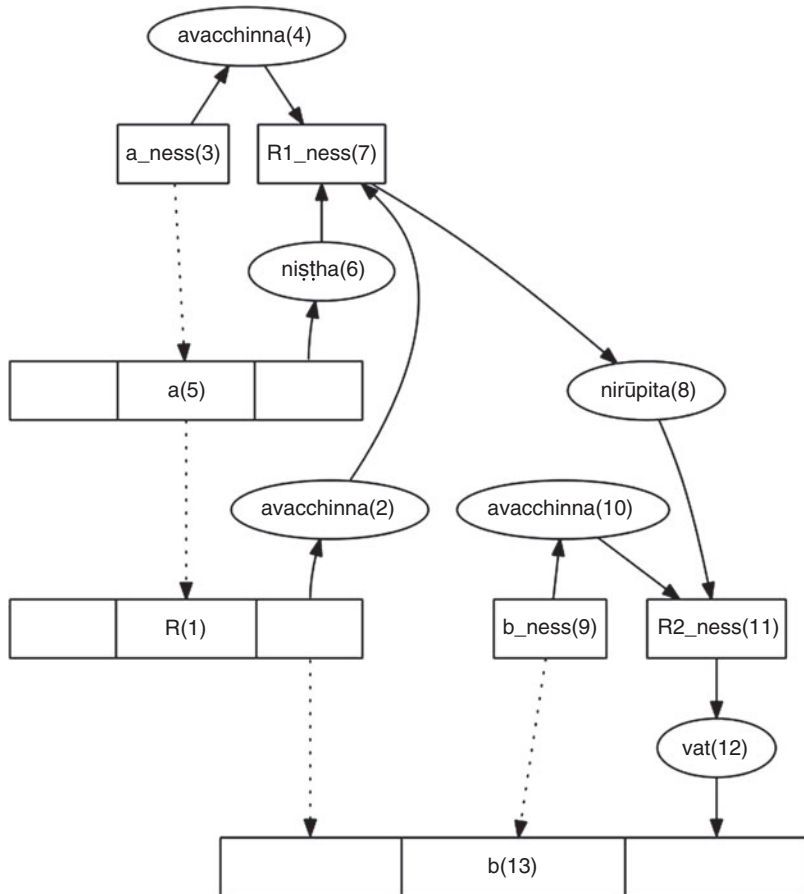 avacchinna(4)
a_ness(3)
R1_ness(7)
niṣṭha(6)
a(5)
nirūpita(8)
avacchinna(2)
avacchinna(10)
R(1)
b_ness(9)
R2_ness(11)
vat(12)
b(13)